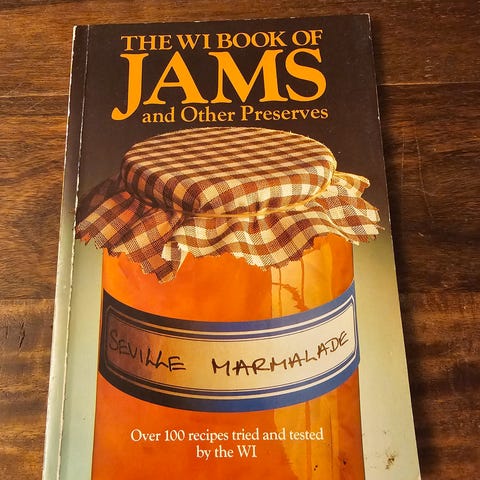 THE WI BOOK OF
JAMS
and Other Preserves
SEVILLE MARMALADE
Over 100 recipes tried and tested
by the WI